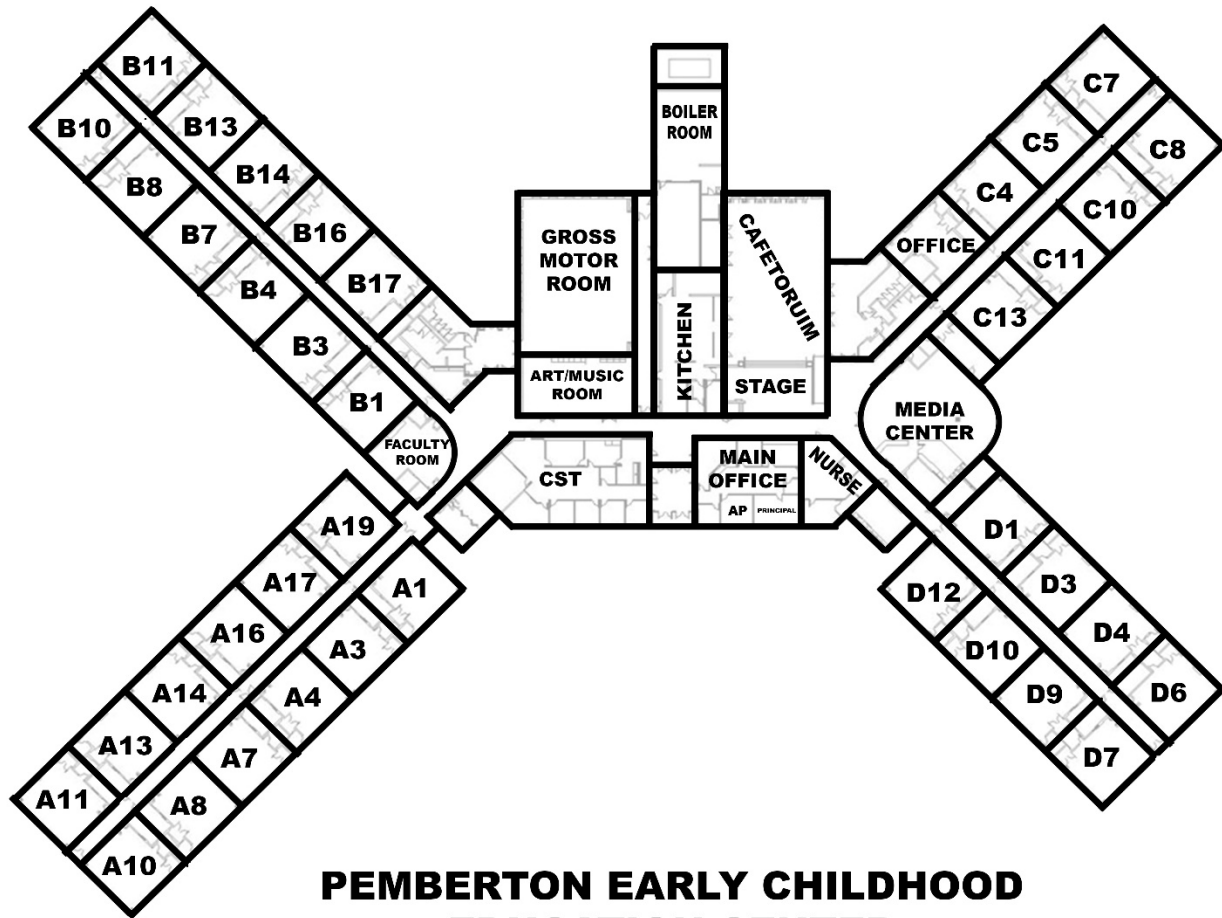 B11
B13
B14
B16
B17
B10
B8
B7
B4
B3
B1
FACULTY
ROOM
GROSS
MOTOR
ROOM
ART/MUSIC
ROOM
BOILER
ROOM
KITCHEN
CAFETORUIM
STAGE
C7
C5
C4
OFFICE
C8
C10
C11
C13
MEDIA
CENTER
CST
MAIN
OFFICE
AP
PRINCIPAL
NURSE
A19
A17
A16
A14
A13
A11
A1
A3
A4
A7
A8
A10
D1
D3
D4
D6
D12
D10
D9
D7
PEMBERTON EARLY CHILDHOOD